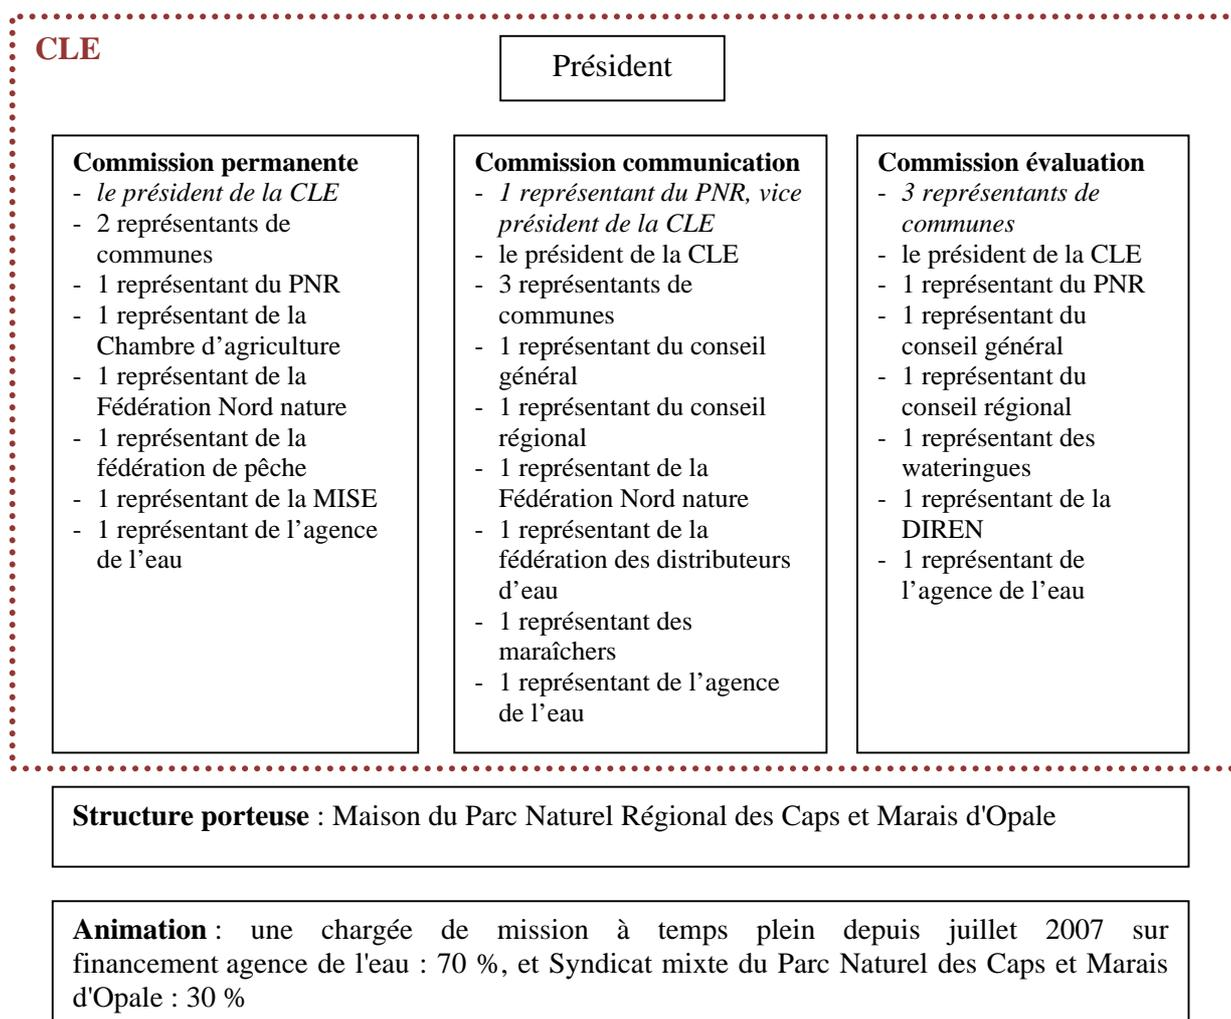 CLE
Président
Commission permanente
- le président de la CLE
- 2 représentants de
communes
- 1 représentant du PNR
- 1 représentant de la
Chambre d’agriculture
- 1 représentant de la
Fédération Nord nature
- 1 représentant de la
fédération de pêche
- 1 représentant de la MISE
- 1 représentant de l’agence
de l’eau
Commission communication
- 1 représentant du PNR, vice
président de la CLE
- le président de la CLE
- 3 représentants de
communes
- 1 représentant du conseil
général
- 1 représentant du conseil
régional
- 1 représentant de la
Fédération Nord nature
- 1 représentant de la
fédération des distributeurs
d’eau
- 1 représentant des
maraîchers
- 1 représentant de l’agence
de l’eau
Commission évaluation
- 3 représentants de
communes
- le président de la CLE
- 1 représentant du PNR
- 1 représentant du
conseil général
- 1 représentant du
conseil régional
- 1 représentant des
wateringues
- 1 représentant de la
DIREN
- 1 représentant de
l’agence de l’eau
Structure porteuse : Maison du Parc Naturel Régional des Caps et Marais d'Opale
Animation : une chargée de mission à temps plein depuis juillet 2007 sur
financement agence de l'eau : 70 %, et Syndicat mixte du Parc Naturel des Caps et Marais
d'Opale : 30 %